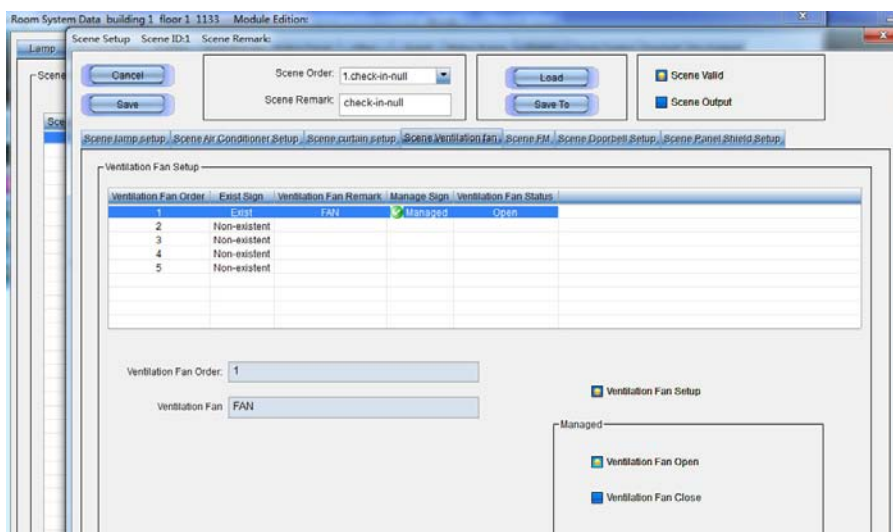 Room System Data building 1 floor 1 1133 Module Edition:
Scene Setup Scene ID:1 Scene Remark:
Lamp
Scene
Sce
Cancel
Save
Scene Order: 1.check-in-null
Scene Remark: check-in-null
Load
Save To
Scene Valid
Scene Output
Scene lamp setup Scene Air Conditioner Setup Scene curtain setup Scene Ventilation fan Scene FM Scene Doorbell Setup Scene Panel Shield Setup
Ventilation Fan Setup
Ventilation Fan Order Exist Sign Ventilation Fan Remark Manage Sign Ventilation Fan Status
1 Exist FAN Managed Open
2 Non-existent
3 Non-existent
4 Non-existent
5 Non-existent
Ventilation Fan Order: 1
Ventilation Fan FAN
Ventilation Fan Setup
Managed
Ventilation Fan Open
Ventilation Fan Close